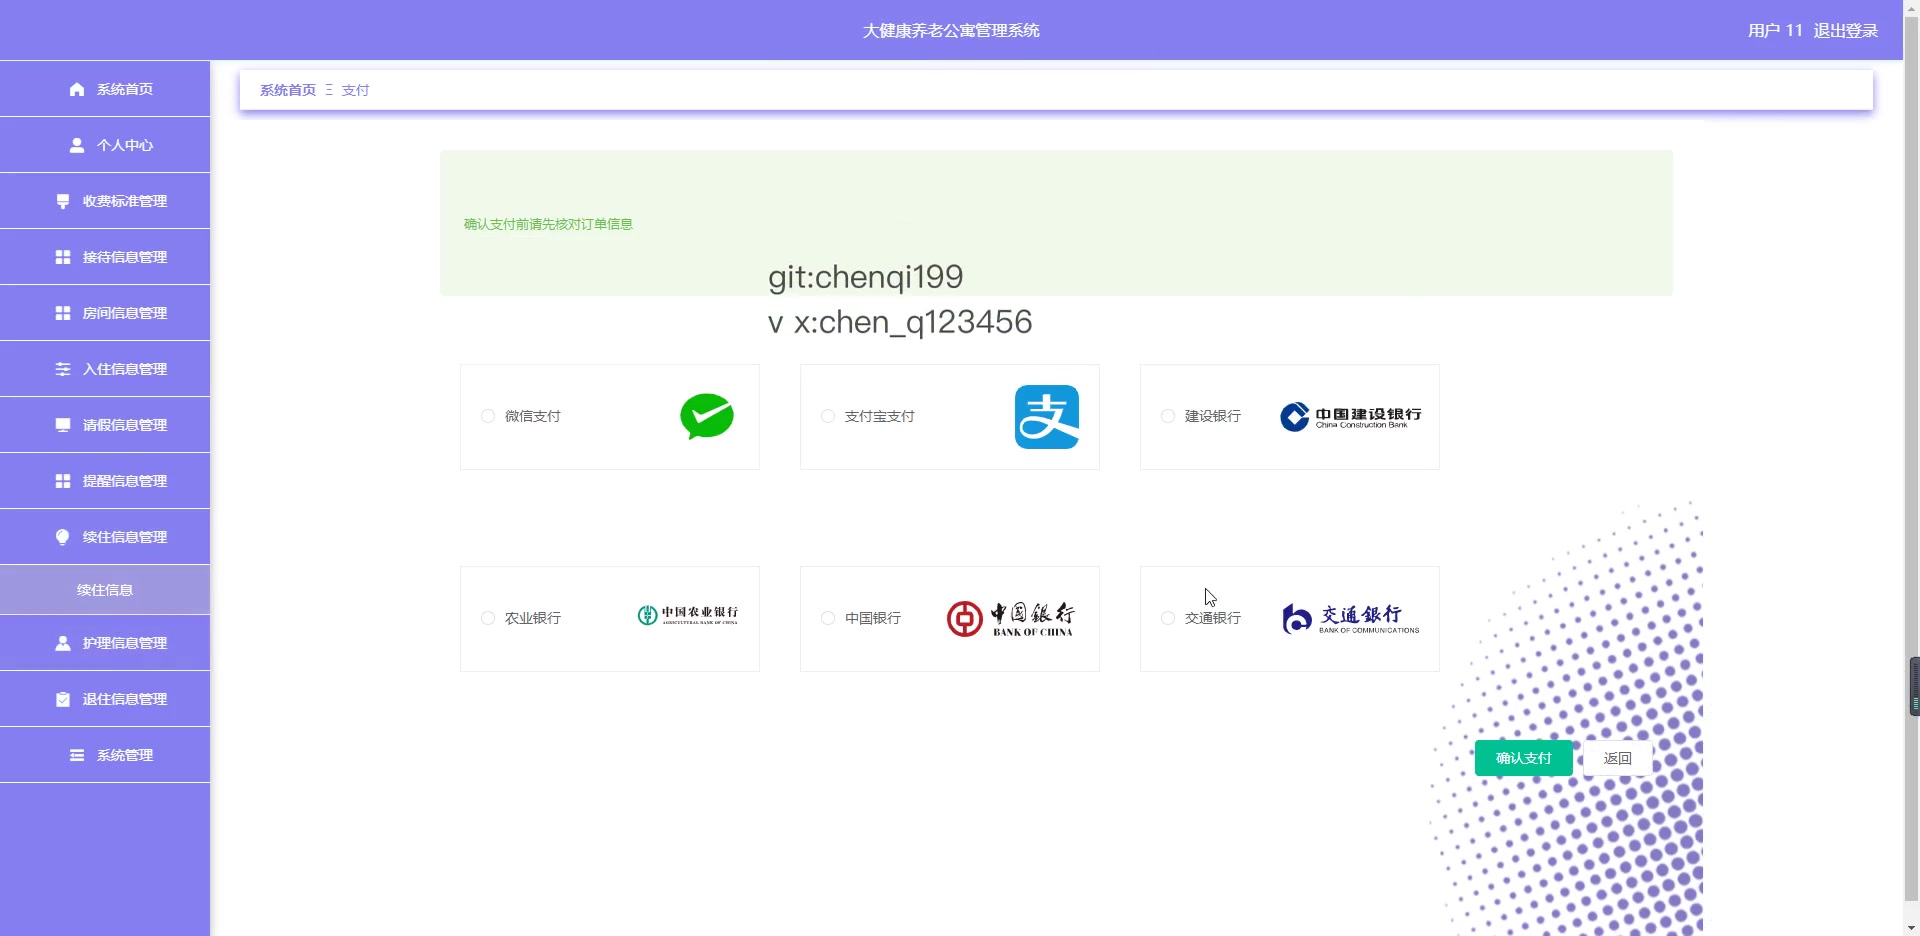 大健康养老公寓管理系统
用户 11 退出登录
系统首页
个人中心
收费标准管理
接待信息管理
房间信息管理
入住信息管理
请假信息管理
提醒信息管理
续住信息管理
续住信息
护理信息管理
退住信息管理
系统管理
系统首页 Ξ 支付
确认支付前请先核对订单信息
git:chenqi199
v x:chen_q123456
微信支付
支付宝支付
支
建设银行
中国建设银行
China Construction Bank
农业银行
中国农业银行
AGRICULTURAL BANK OF CHINA
中国银行
中国銀行
BANK OF CHINA
交通银行
交通銀行
BANK OF COMMUNICATIONS
确认支付
返回